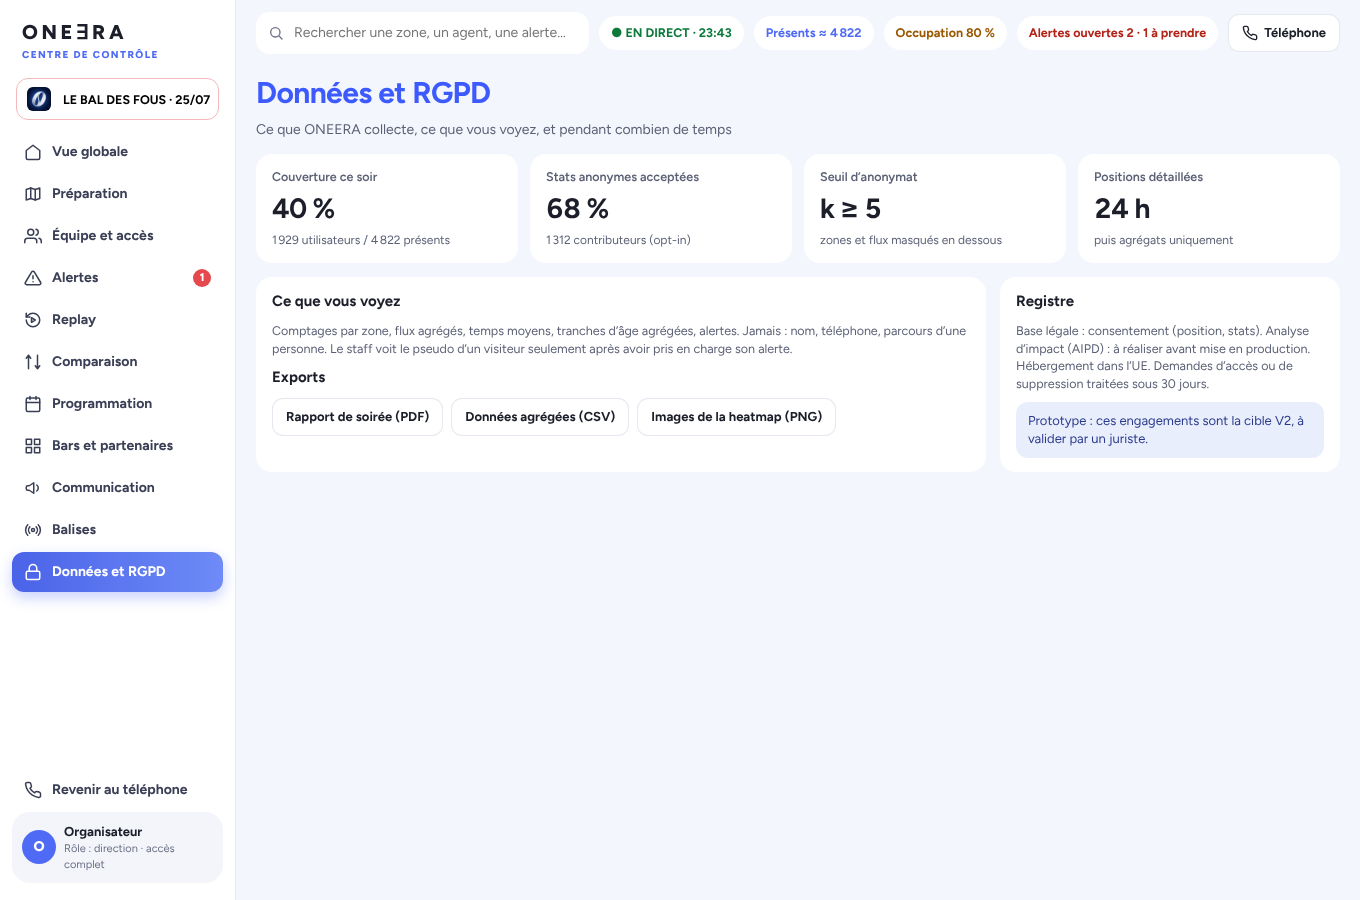 ONEERA
CENTRE DE CONTRÔLE
LE BAL DES FOUS · 25/07
Vue globale
Préparation
Équipe et accès
Alertes
1
Replay
Comparaison
Programmation
Bars et partenaires
Communication
Balises
Données et RGPD
Revenir au téléphone
O
Organisateur
Rôle : direction · accès
complet
Rechercher une zone, un agent, une alerte...
EN DIRECT · 23:43
Présents ≈ 4 822
Occupation 80 %
Alertes ouvertes 2 · 1 à prendre
Téléphone
Données et RGPD
Ce que ONEERA collecte, ce que vous voyez, et pendant combien de temps
Couverture ce soir
40 %
1 929 utilisateurs / 4 822 présents
Stats anonymes acceptées
68 %
1 312 contributeurs (opt-in)
Seuil d’anonymat
k ≥ 5
zones et flux masqués en dessous
Positions détaillées
24 h
puis agrégats uniquement
Ce que vous voyez
Comptages par zone, flux agrégés, temps moyens, tranches d’âge agrégées, alertes. Jamais : nom, téléphone, parcours d’une
personne. Le staff voit le pseudo d’un visiteur seulement après avoir pris en charge son alerte.
Exports
Rapport de soirée (PDF)
Données agrégées (CSV)
Images de la heatmap (PNG)
Registre
Base légale : consentement (position, stats). Analyse
d’impact (AIPD) : à réaliser avant mise en production.
Hébergement dans l’UE. Demandes d’accès ou de
suppression traitées sous 30 jours.
Prototype : ces engagements sont la cible V2, à
valider par un juriste.